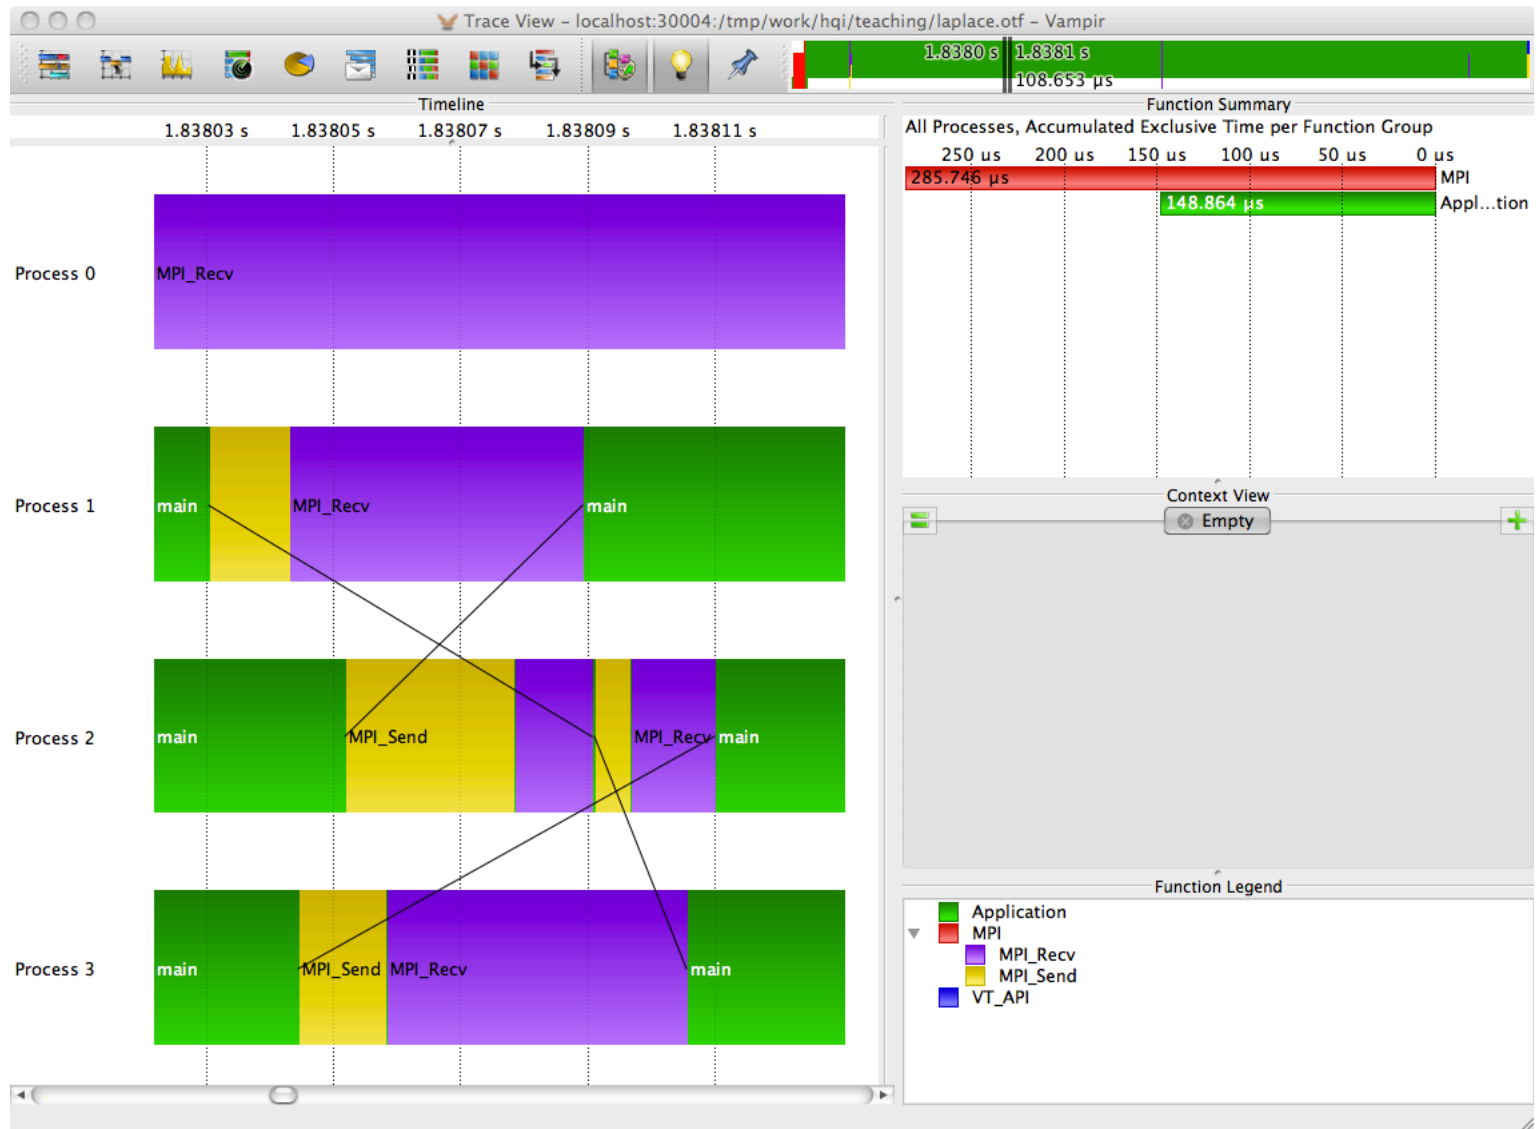 Trace View – localhost:30004:/tmp/work/hqi/teaching/laplace.otf – Vampir
1.8380 s 1.8381 s
108.653 µs
Timeline
1.83803 s 1.83805 s 1.83807 s 1.83809 s 1.83811 s
Process 0
MPI_Recv
Process 1
main
MPI_Recv
main
Process 2
main
MPI_Send
MPI_Recv
main
Process 3
main
MPI_Send
MPI_Recv
main
Function Summary
All Processes, Accumulated Exclusive Time per Function Group
250 us 200 us 150 us 100 us 50 us 0 us
285.746 µs MPI
148.864 µs Appl...tion
Context View
Empty
Function Legend
Application
MPI
MPI_Recv
MPI_Send
VT_API